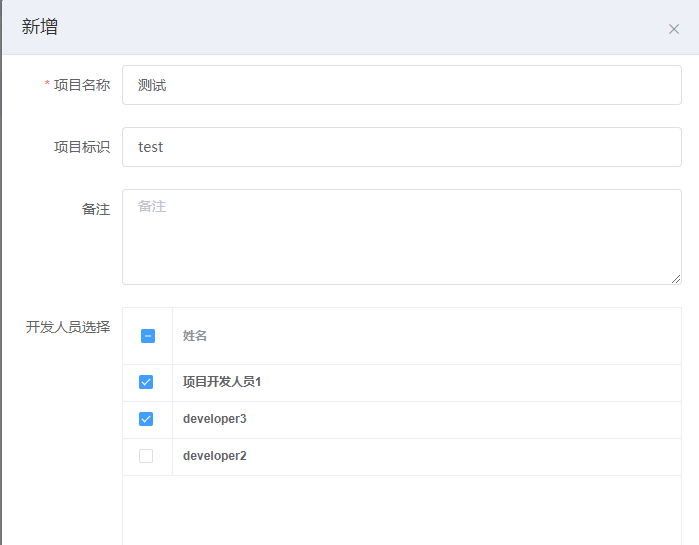 新增
* 项目名称 测试
项目标识 test
备注 备注
开发人员选择 姓名
项目开发人员1
developer3
developer2